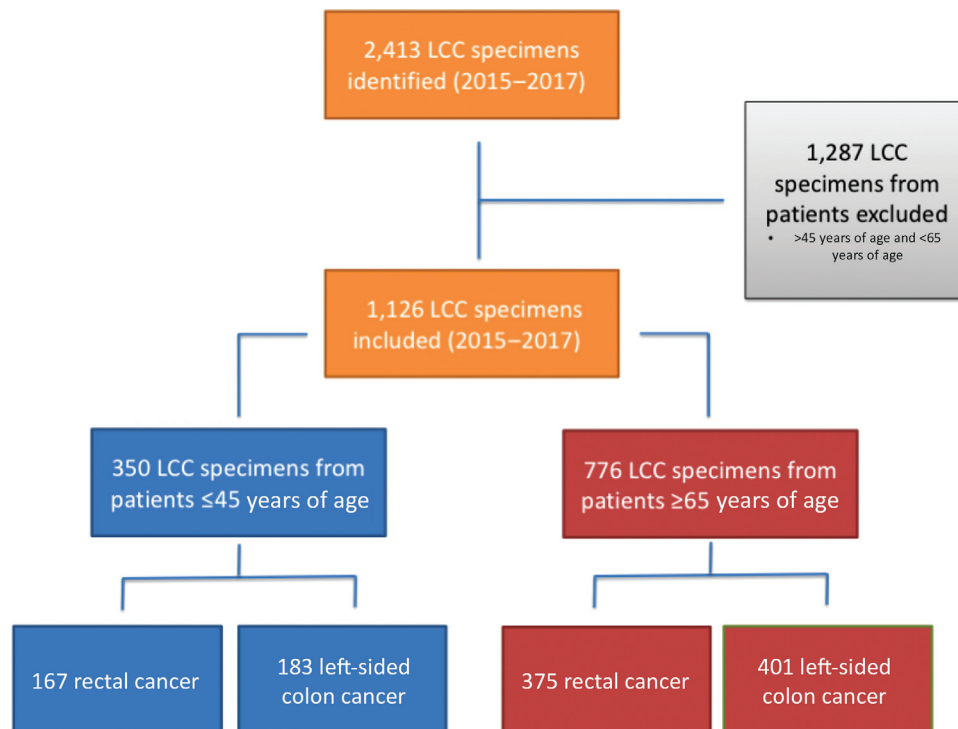 2,413 LCC specimens
identified (2015–2017)
1,287 LCC
specimens from
patients excluded
• >45 years of age and <65
years of age
1,126 LCC specimens
included (2015–2017)
350 LCC specimens from
patients ≤45 years of age
776 LCC specimens from
patients ≥65 years of age
167 rectal cancer
183 left-sided
colon cancer
375 rectal cancer
401 left-sided
colon cancer